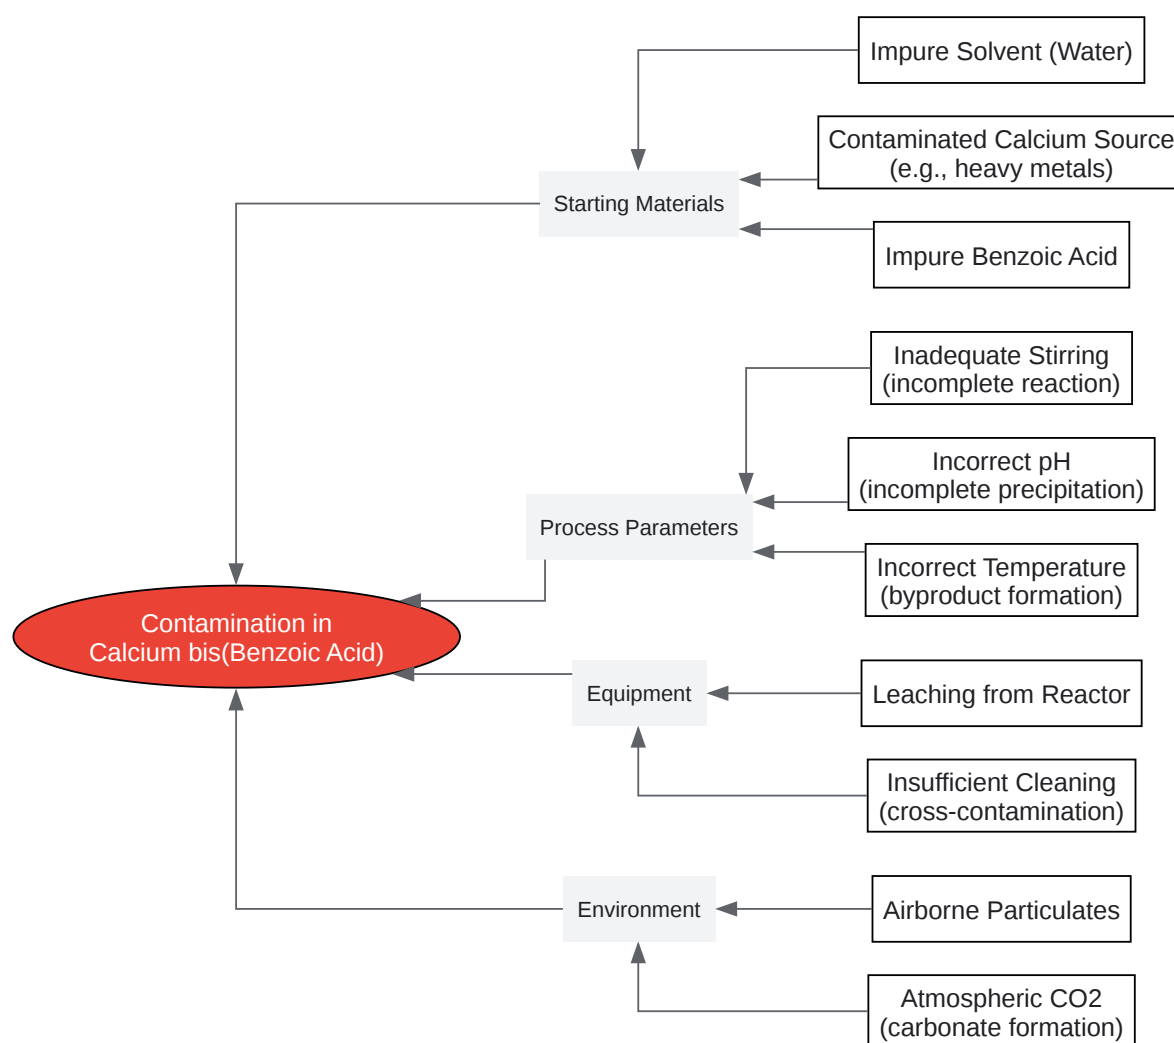 Impure Solvent (Water)
Contaminated Calcium Source
(e.g., heavy metals)
Starting Materials
Impure Benzoic Acid
Inadequate Stirring
(incomplete reaction)
Incorrect pH
(incomplete precipitation)
Process Parameters
Incorrect Temperature
(byproduct formation)
Contamination in
Calcium bis(Benzoic Acid)
Equipment
Leaching from Reactor
Insufficient Cleaning
(cross-contamination)
Environment
Airborne Particulates
Atmospheric CO2
(carbonate formation)